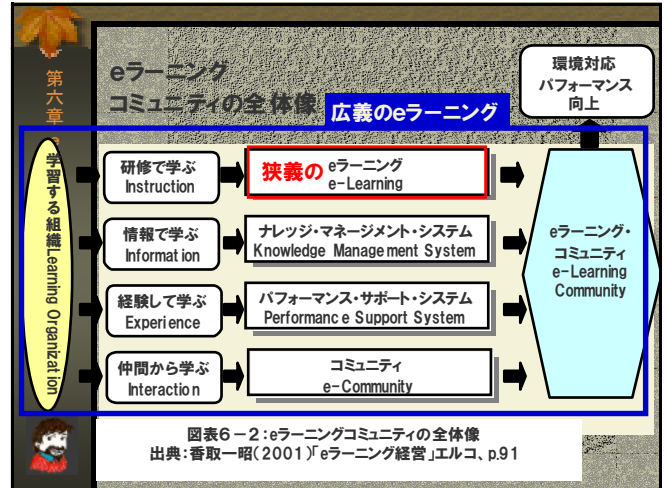 第六章
eラーニング
コミュニティの全体像
広義のeラーニング
環境対応
パフォーマンス
向上
学習する組織Learning Organization
研修で学ぶ
Instruction
狭義の eラーニング
e-Learning
情報で学ぶ
Information
ナレッジ・マネージメント・システム
Knowledge Management System
経験して学ぶ
Experience
パフォーマンス・サポート・システム
Performance Support System
仲間から学ぶ
Interaction
コミュニティ
e-Community
eラーニング・
コミュニティ
e-Learning
Community
図表6-2:eラーニングコミュニティの全体像
出典:香取一昭(2001)「eラーニング経営」エルコ、p.91